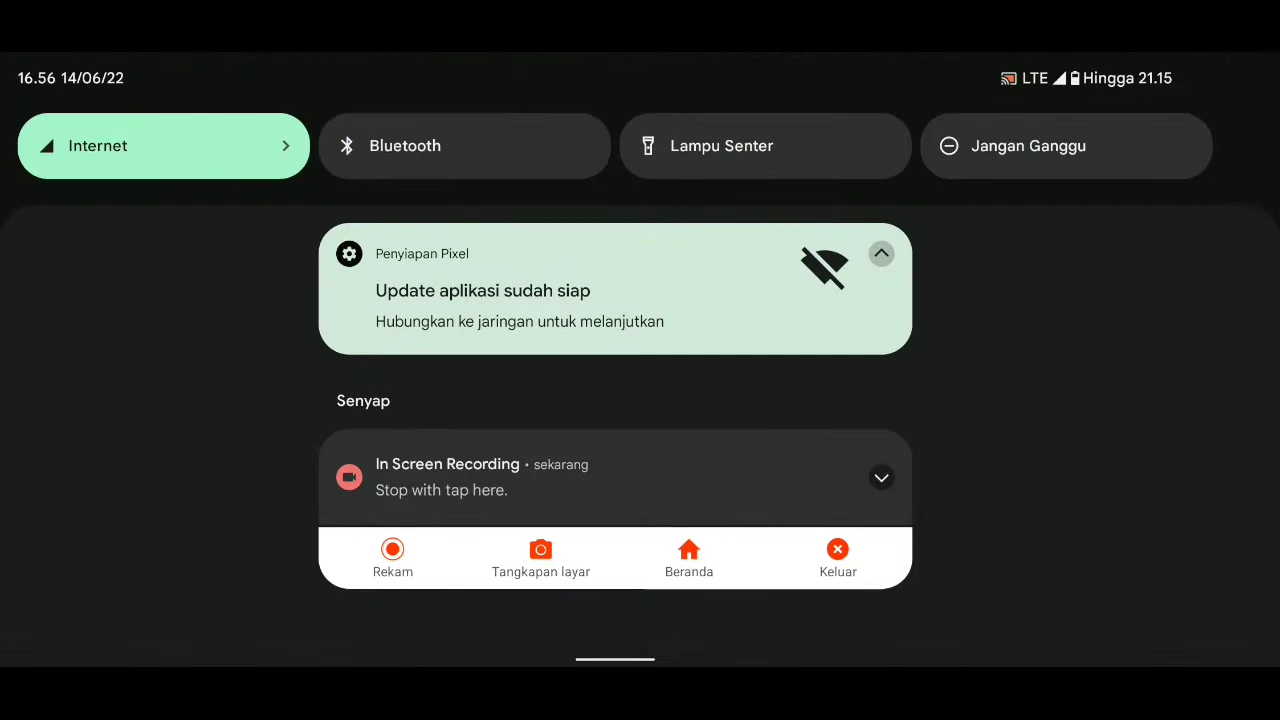 16.56 14/06/22
LTE Hingga 21.15
Internet
Bluetooth
Lampu Senter
Jangan Ganggu
Penyiapan Pixel
Update aplikasi sudah siap
Hubungkan ke jaringan untuk melanjutkan
Senyap
In Screen Recording • sekarang
Stop with tap here.
Rekam
Tangkapan layar
Beranda
Keluar